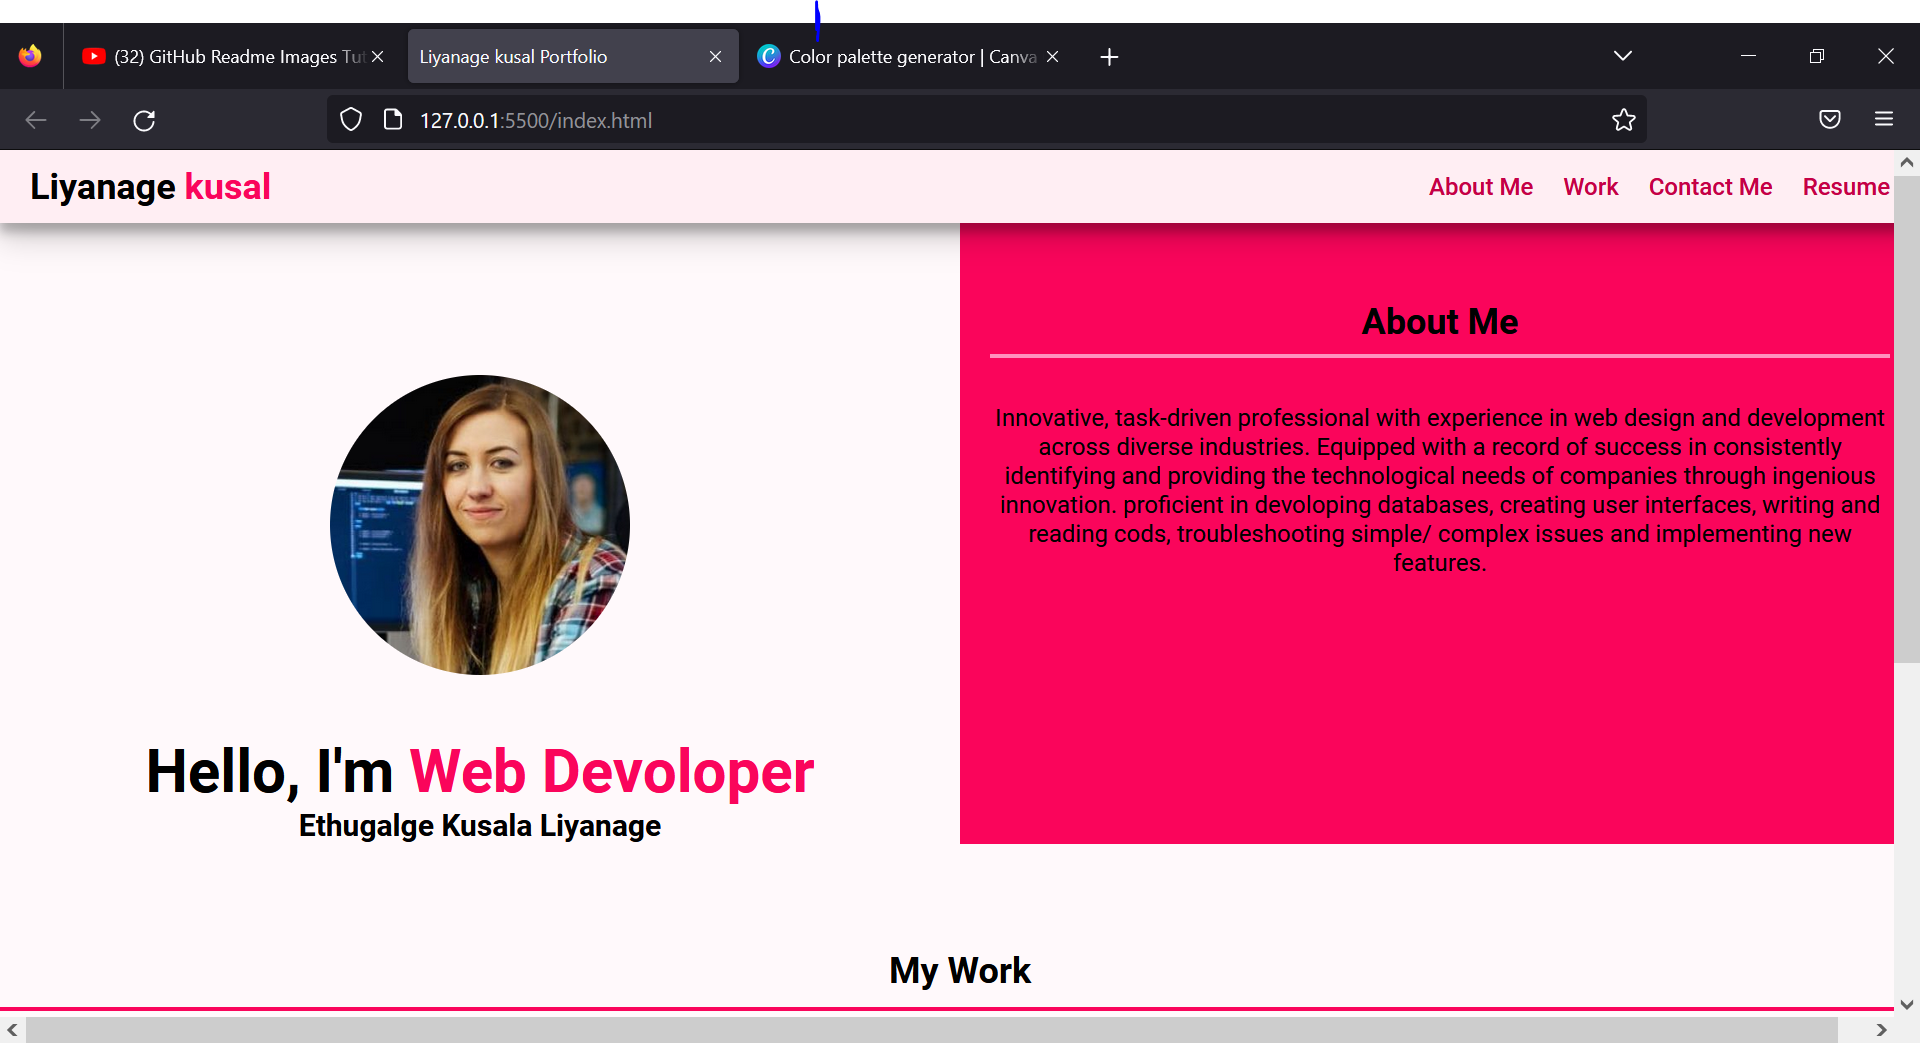 (32) GitHub Readme Images Tut
Liyanage kusal Portfolio
Color palette generator | Canva
127.0.0.1:5500/index.html
Liyanage kusal
About Me Work Contact Me Resume
About Me
Innovative, task-driven professional with experience in web design and development
across diverse industries. Equipped with a record of success in consistently
identifying and providing the technological needs of companies through ingenious
innovation. proficient in devoloping databases, creating user interfaces, writing and
reading cods, troubleshooting simple/ complex issues and implementing new
features.
Hello, I'm Web Devoloper
Ethugalge Kusala Liyanage
My Work